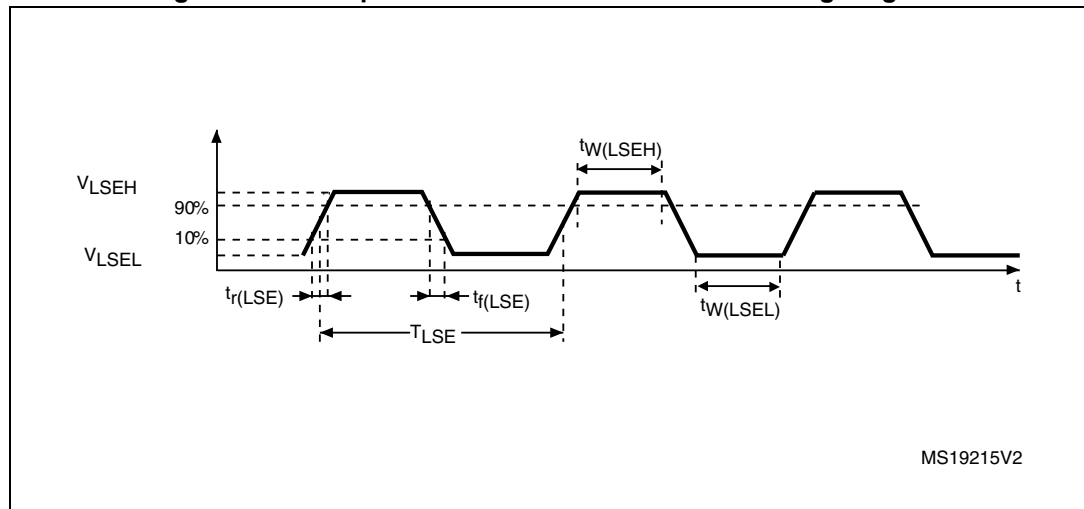 tW(LSEH)
VLSEH
90%
10%
VLSEL
tr(LSE)
tf(LSE)
tW(LSEL)
t
TLSE
MS19215V2